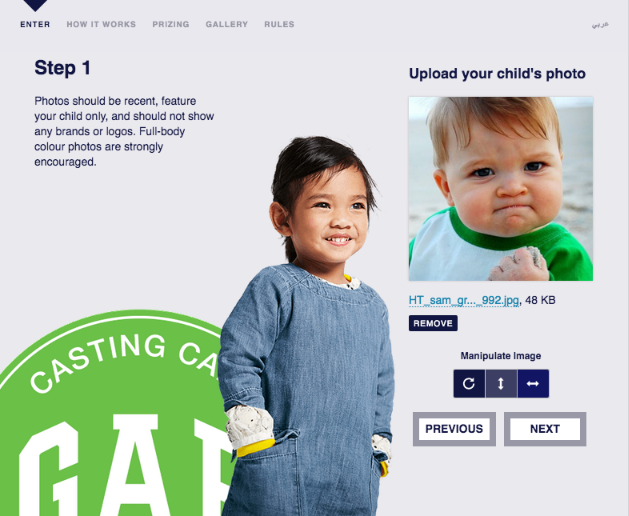 ENTER HOW IT WORKS PRIZING GALLERY RULES عربي
Step 1
Photos should be recent, feature
your child only, and should not show
any brands or logos. Full-body
colour photos are strongly
encouraged.
Upload your child's photo
HT_sam_gr..._992.jpg, 48 KB
REMOVE
Manipulate Image
PREVIOUS NEXT
CASTING CA
GAP